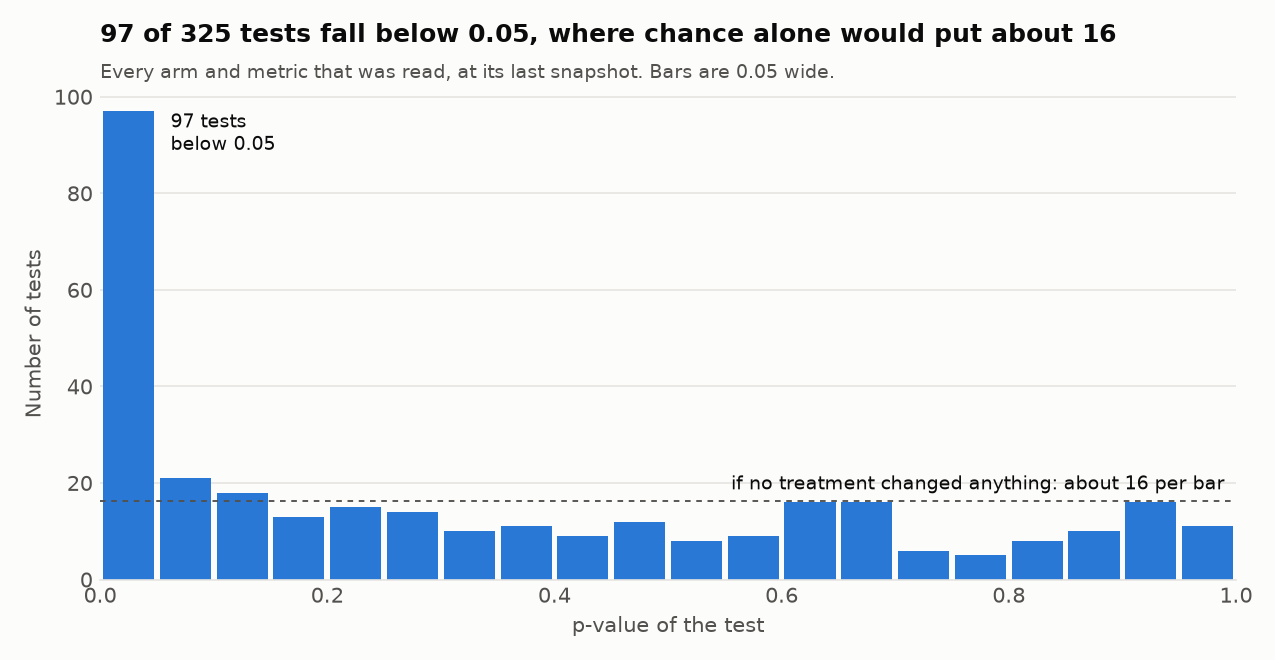 97 of 325 tests fall below 0.05, where chance alone would put about 16
Every arm and metric that was read, at its last snapshot. Bars are 0.05 wide.
100
97 tests
below 0.05
80
60
40
20
0
if no treatment changed anything: about 16 per bar
Number of tests
0.0
0.2
0.4
0.6
0.8
1.0
p-value of the test